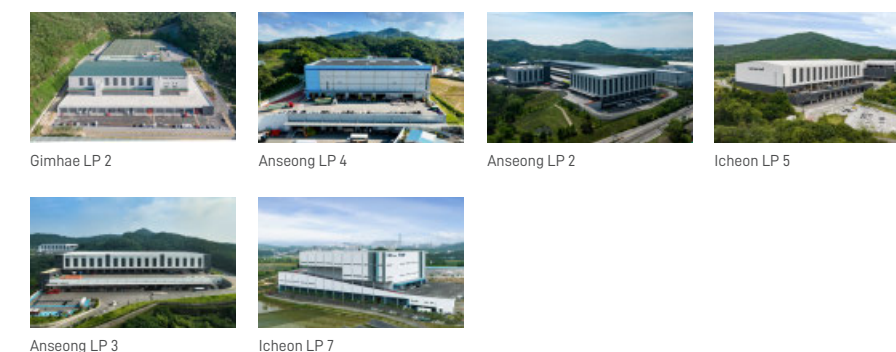 Gimhae LP 2
Anseong LP 4
Anseong LP 2
Icheon LP 5
Anseong LP 3
Icheon LP 7